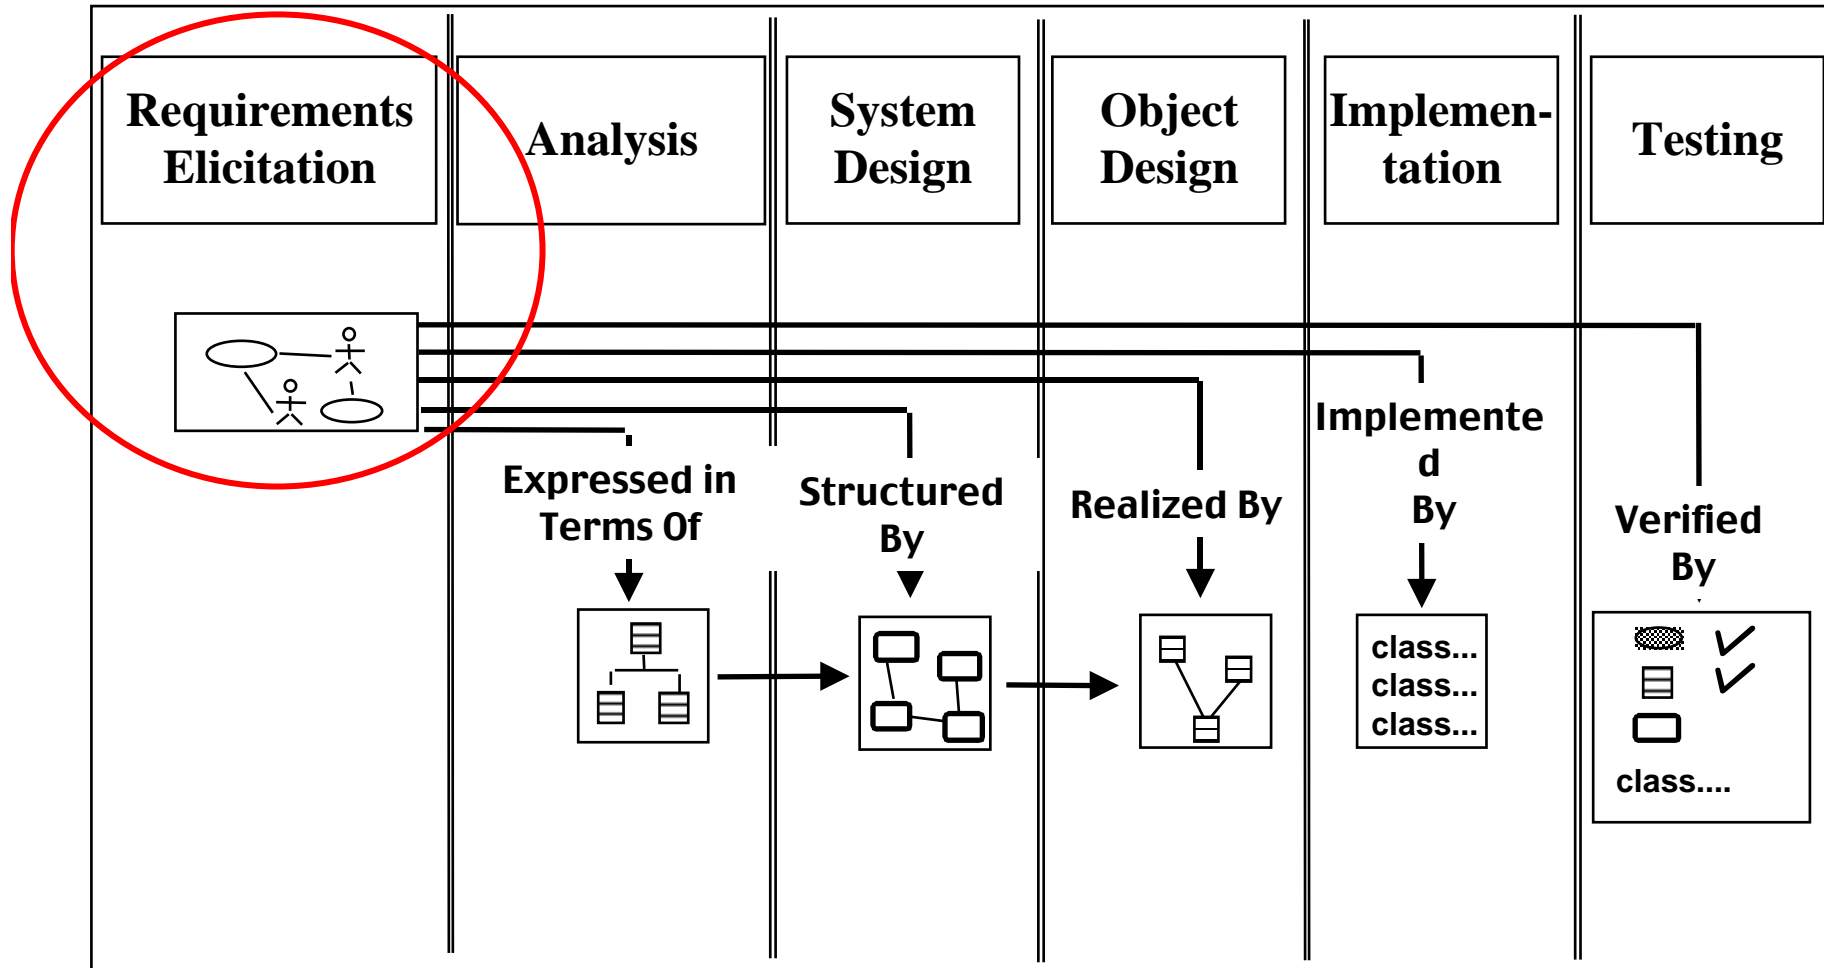 Requirements
Elicitation
Analysis
System
Design
Object
Design
Implemen-
tation
Testing
Expressed in
Terms Of
Structured
By
Realized By
Implemente
d
By
Verified
By
class...
class...
class...
class....